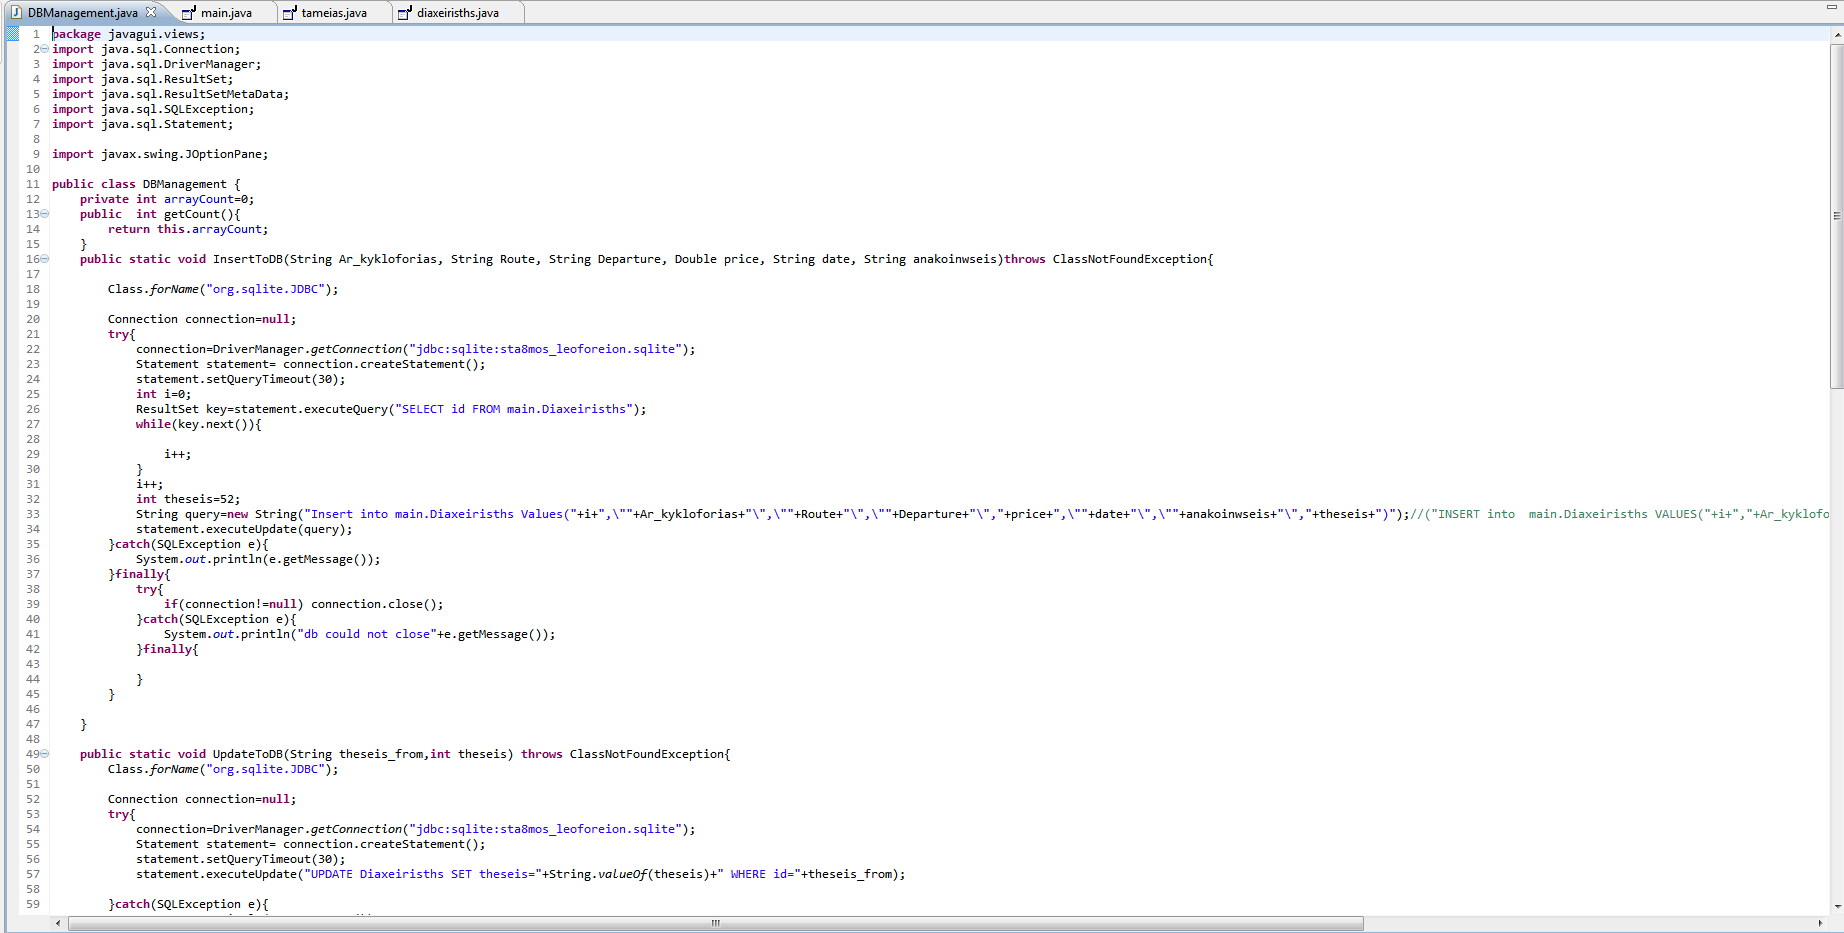 DBManagement.java main.java tameias.java diaxeirisths.java
1 package javagui.views;
2 import java.sql.Connection;
3 import java.sql.DriverManager;
4 import java.sql.ResultSet;
5 import java.sql.ResultSetMetaData;
6 import java.sql.SQLException;
7 import java.sql.Statement;
8
9 import javax.swing.JOptionPane;
10
11 public class DBManagement {
12     private int arrayCount=0;
13     public  int getCount(){
14         return this.arrayCount;
15     }
16     public static void InsertToDB(String Ar_kykloforias, String Route, String Departure, Double price, String date, String anakoinwseis)throws ClassNotFoundException{
17
18         Class.forName("org.sqlite.JDBC");
19
20         Connection connection=null;
21         try{
22             connection=DriverManager.getConnection("jdbc:sqlite:sta8mos_leoforeion.sqlite");
23             Statement statement= connection.createStatement();
24             statement.setQueryTimeout(30);
25             int i=0;
26             ResultSet key=statement.executeQuery("SELECT id FROM main.Diaxeirisths");
27             while(key.next()){
28
29                 i++;
30             }
31             i++;
32             int theseis=52;
33             String query=new String("Insert into main.Diaxeirisths Values("+i+",\""+Ar_kykloforias+"\",\""+Route+"\",\""+Departure+"\","+price+",\""+date+"\",\""+anakoinwseis+"\","+theseis+")");//("INSERT into  main.Diaxeirisths VALUES("+i+","+Ar_kyklofo
34             statement.executeUpdate(query);
35         }catch(SQLException e){
36             System.out.println(e.getMessage());
37         }finally{
38             try{
39                 if(connection!=null) connection.close();
40             }catch(SQLException e){
41                 System.out.println("db could not close"+e.getMessage());
42             }finally{
43
44             }
45         }
46
47     }
48
49     public static void UpdateToDB(String theseis_from,int theseis) throws ClassNotFoundException{
50         Class.forName("org.sqlite.JDBC");
51
52         Connection connection=null;
53         try{
54             connection=DriverManager.getConnection("jdbc:sqlite:sta8mos_leoforeion.sqlite");
55             Statement statement= connection.createStatement();
56             statement.setQueryTimeout(30);
57             statement.executeUpdate("UPDATE Diaxeirisths SET theseis="+String.valueOf(theseis)+" WHERE id="+theseis_from);
58
59         }catch(SQLException e){